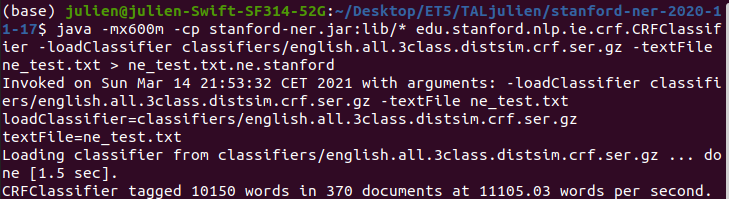 (base) julien@julien-Swift-SF314-52G:~/Desktop/ET5/TALjulien/stanford-ner-2020-1
1-17$ java -mx600m -cp stanford-ner.jar:lib/* edu.stanford.nlp.ie.crf.CRFClassif
ier -loadClassifier classifiers/english.all.3class.distsim.crf.ser.gz -textFile
ne_test.txt > ne_test.txt.ne.stanford
Invoked on Sun Mar 14 21:53:32 CET 2021 with arguments: -loadClassifier classifi
ers/english.all.3class.distsim.crf.ser.gz -textFile ne_test.txt
loadClassifier=classifiers/english.all.3class.distsim.crf.ser.gz
textFile=ne_test.txt
Loading classifier from classifiers/english.all.3class.distsim.crf.ser.gz ... do
ne [1.5 sec].
CRFClassifier tagged 10150 words in 370 documents at 11105.03 words per second.